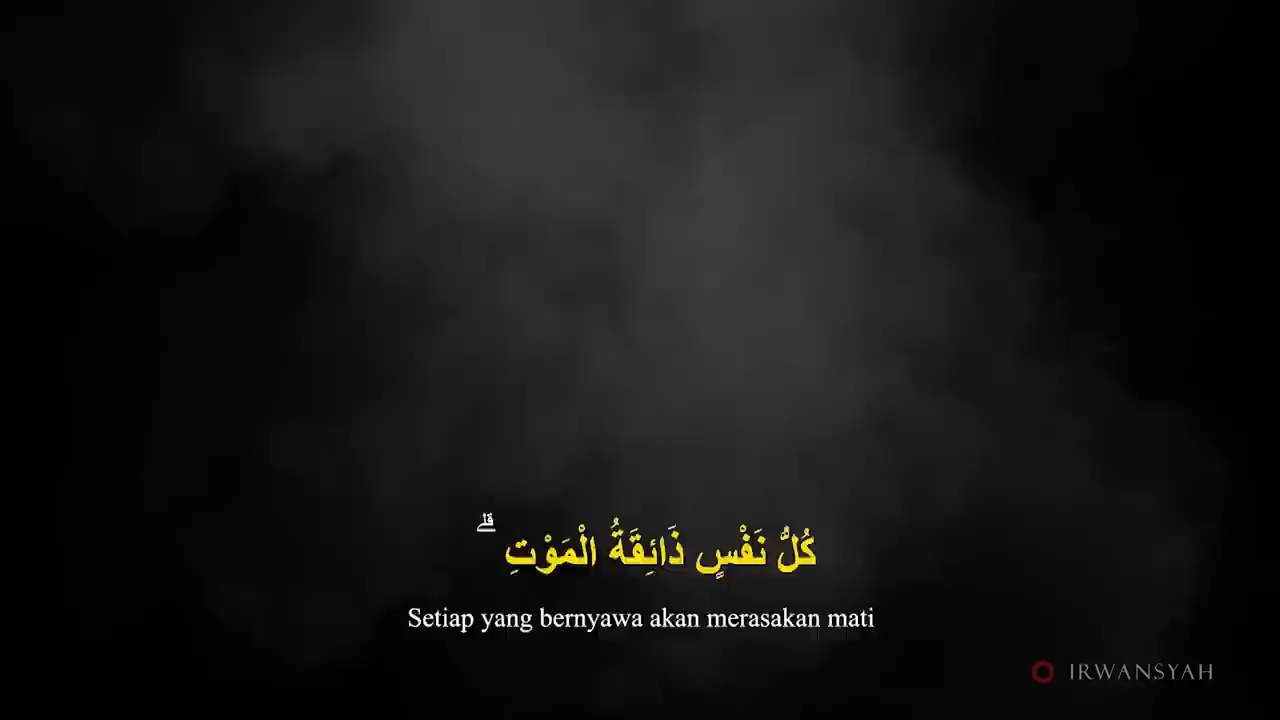 كُلُّ نَفْسٍ ذَائِقَةُ الْمَوْتِ ۗ
Setiap yang bernyawa akan merasakan mati
IRWANSYAH